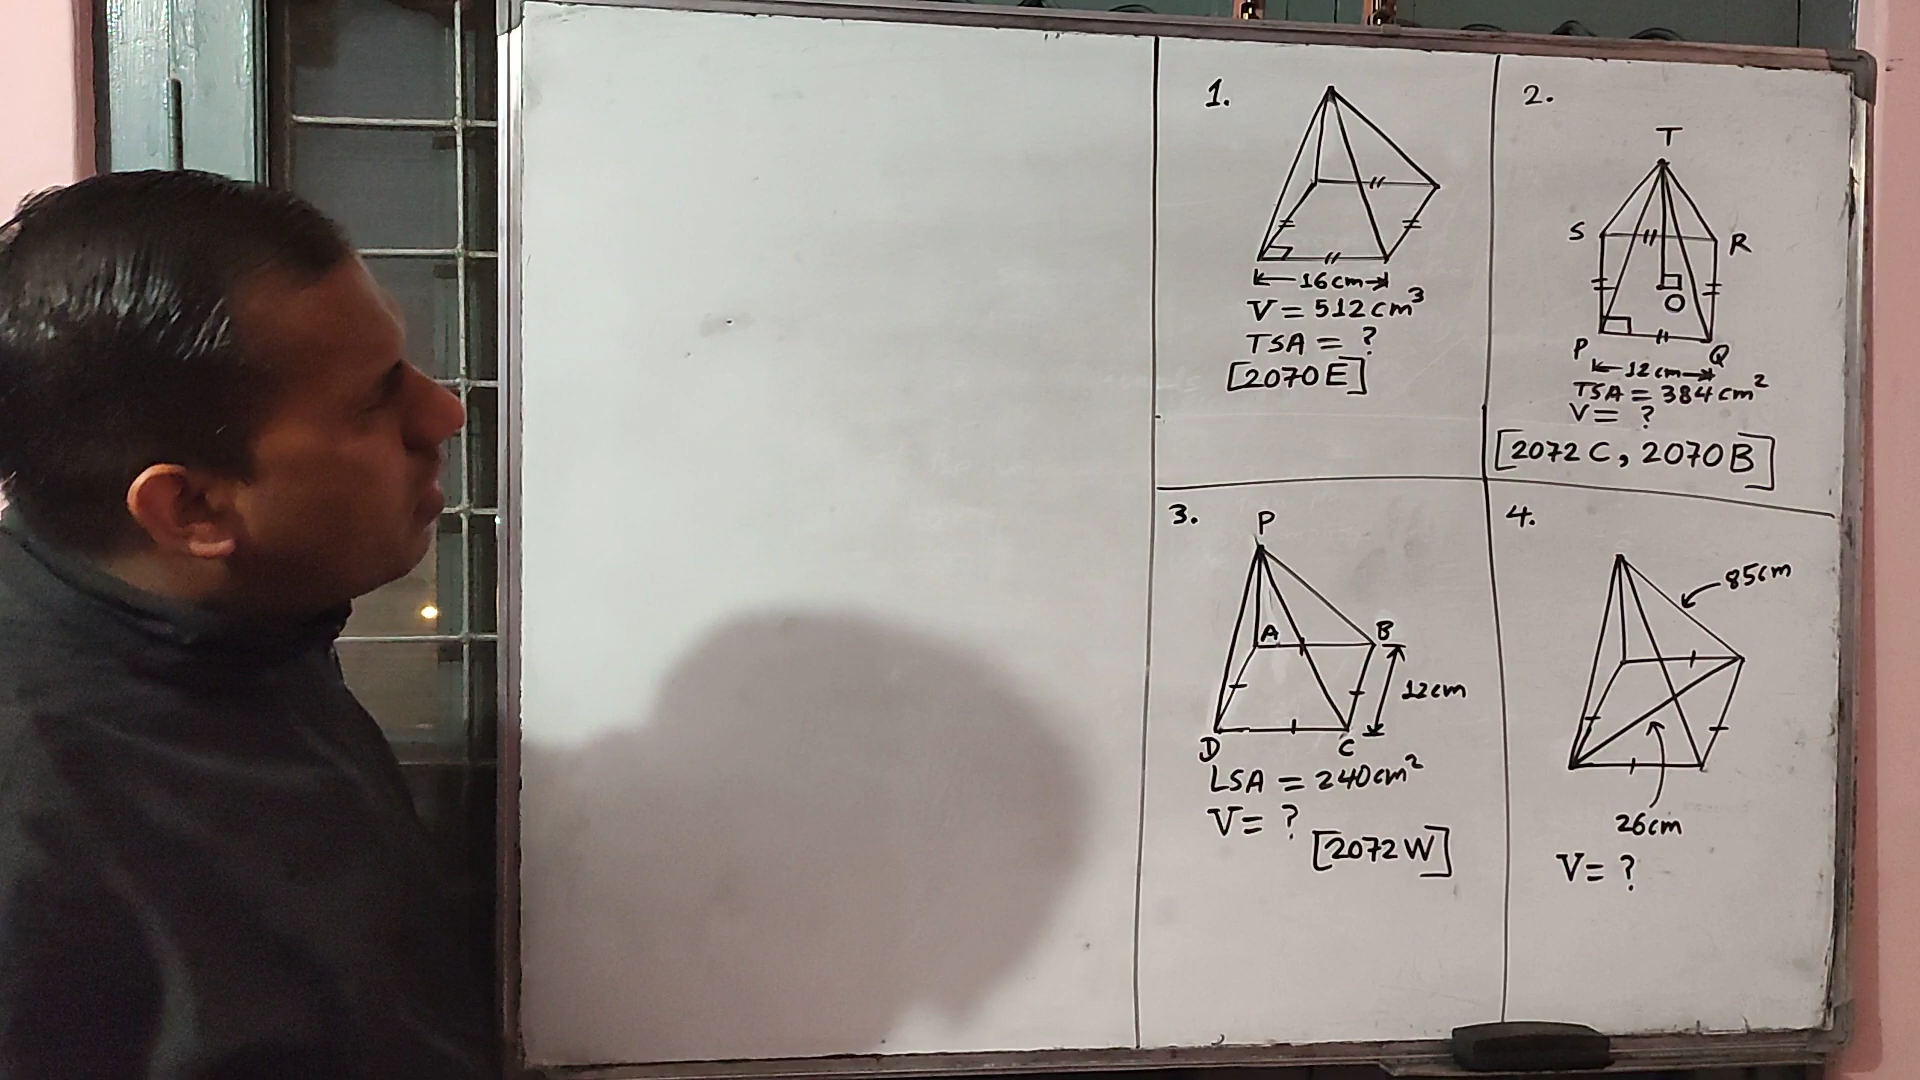 1.
16cm
V = 512cm³
TSA = ?
[2070E]
2.
T
S
R
O
P
Q
12cm
TSA = 384cm²
V = ?
[2072C, 2070B]
3.
P
A
B
12cm
D
C
LSA = 240cm²
V = ?
[2072W]
4.
85cm
26cm
V = ?